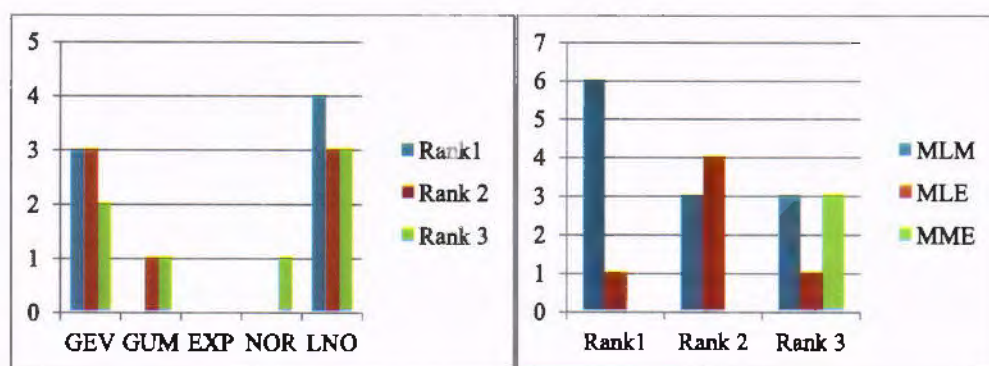 5
4
3
2
1
0
GEV GUM EXP NOR LNO
Rank1
Rank 2
Rank 3
7
6
5
4
3
2
1
0
Rank1 Rank 2 Rank 3
MLM
MLE
MME